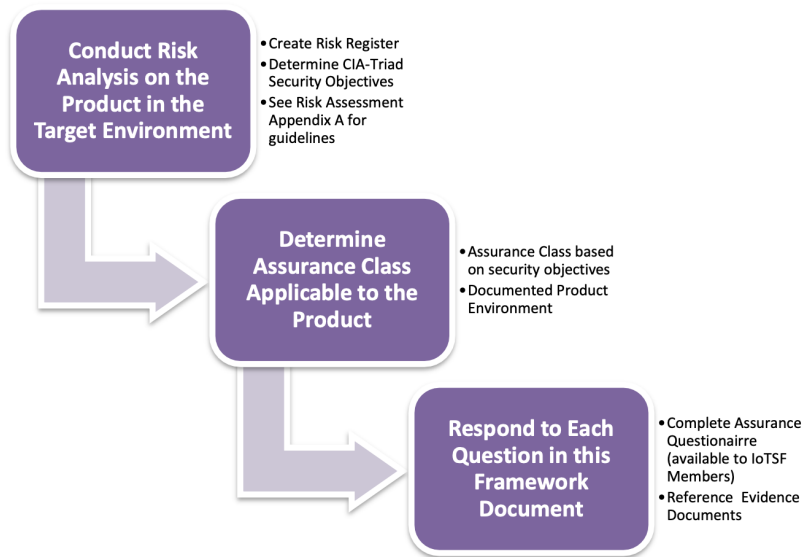 Conduct Risk
Analysis on the
Product in the
Target Environment
•Create Risk Register
•Determine CIA-Triad
Security Objectives
•See Risk Assessment
Appendix A for
guidelines
Determine
Assurance Class
Applicable to the
Product
•Assurance Class based
on security objectives
•Documented Product
Environment
Respond to Each
Question in this
Framework
Document
•Complete Assurance
Questionairre
(available to IoTSF
Members)
•Reference Evidence
Documents